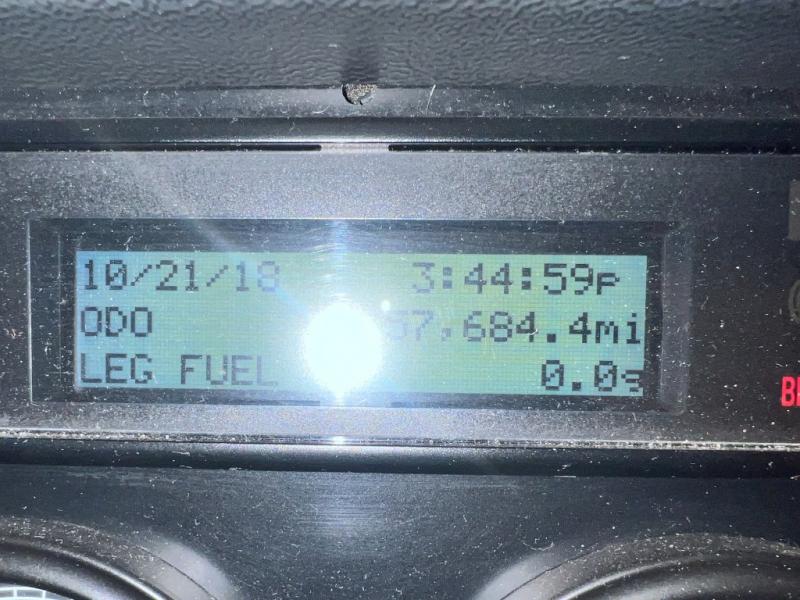 10/21/18 3:44:59p
ODO 57,684.4mi
LEG FUEL 0.0g